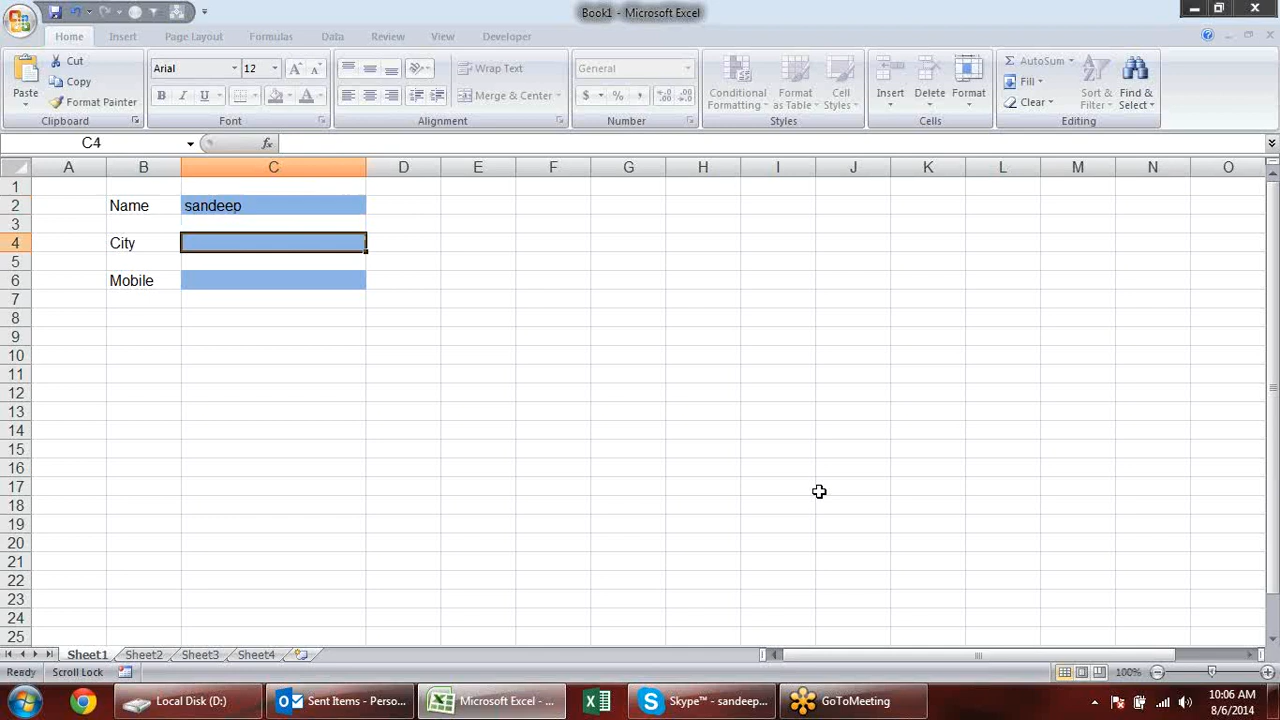 Book1 - Microsoft Excel
Home Insert Page Layout Formulas Data Review View Developer
Paste
Cut
Copy
Format Painter
Clipboard
Arial 12
B I U
Font
Wrap Text
Merge & Center
Alignment
General
$ % ,
Number
Conditional Formatting
Format as Table
Cell Styles
Styles
Insert Delete Format
Cells
Σ AutoSum
Fill
Clear
Sort & Filter
Find & Select
Editing
C4 fx
A B C D E F G H I J K L M N O
1
2 Name sandeep
3
4 City
5
6 Mobile
7
8
9
10
11
12
13
14
15
16
17
18
19
20
21
22
23
24
25
Sheet1 Sheet2 Sheet3 Sheet4
Ready Scroll Lock 100%
Local Disk (D:) Sent Items - Perso... Microsoft Excel - ... Skype™ - sandeep... GoToMeeting
10:06 AM
8/6/2014